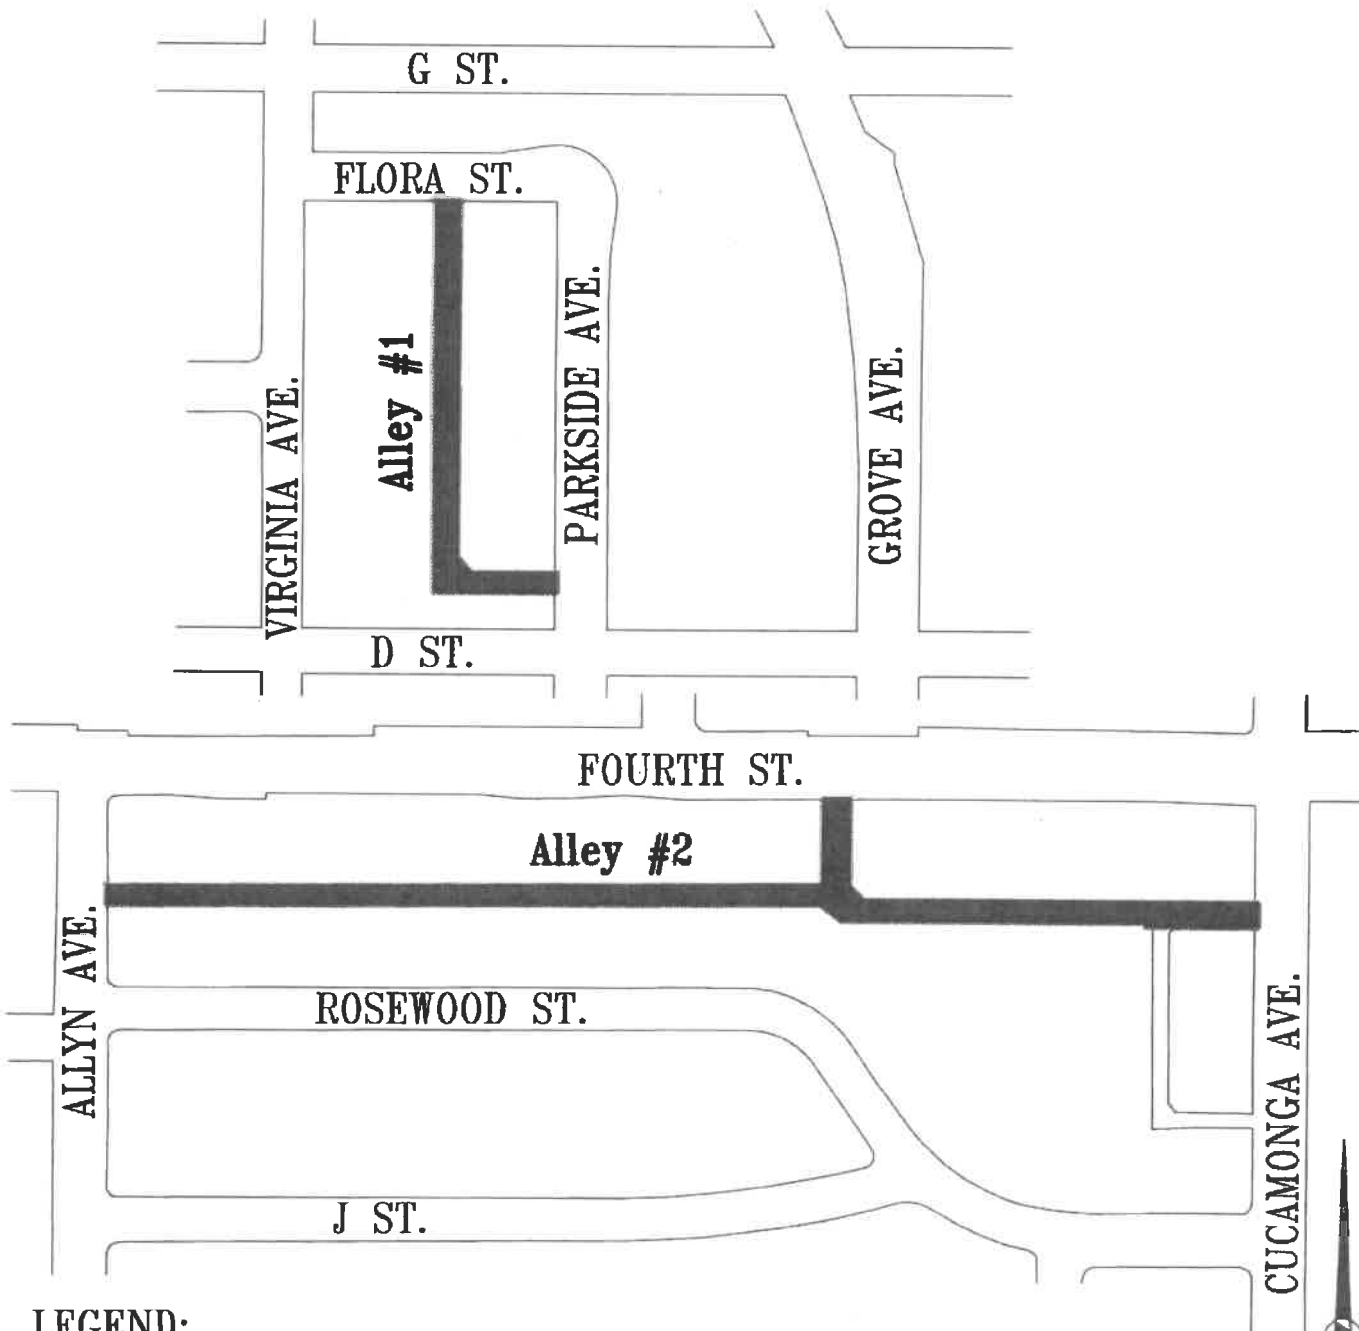 G ST.
FLORA ST.
Alley #1
PARKSIDE AVE.
VIRGINIA AVE.
GROVE AVE.
D ST.
FOURTH ST.
Alley #2
ALLYN AVE.
ROSEWOOD ST.
CUCAMONGA AVE.
J ST.
LEGEND: